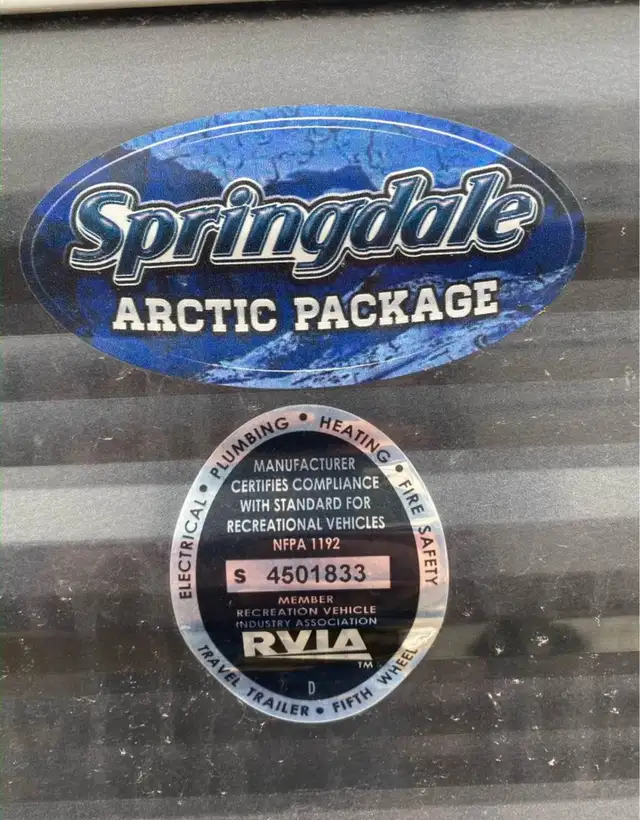 Springdale
ARCTIC PACKAGE
ELECTRICAL • PLUMBING • HEATING • FIRE SAFETY
MANUFACTURER
CERTIFIES COMPLIANCE
WITH STANDARD FOR
RECREATIONAL VEHICLES
NFPA 1192
S 4501833
MEMBER
RECREATION VEHICLE
INDUSTRY ASSOCIATION
RVIA
TM
D
TRAVEL TRAILER • FIFTH WHEEL